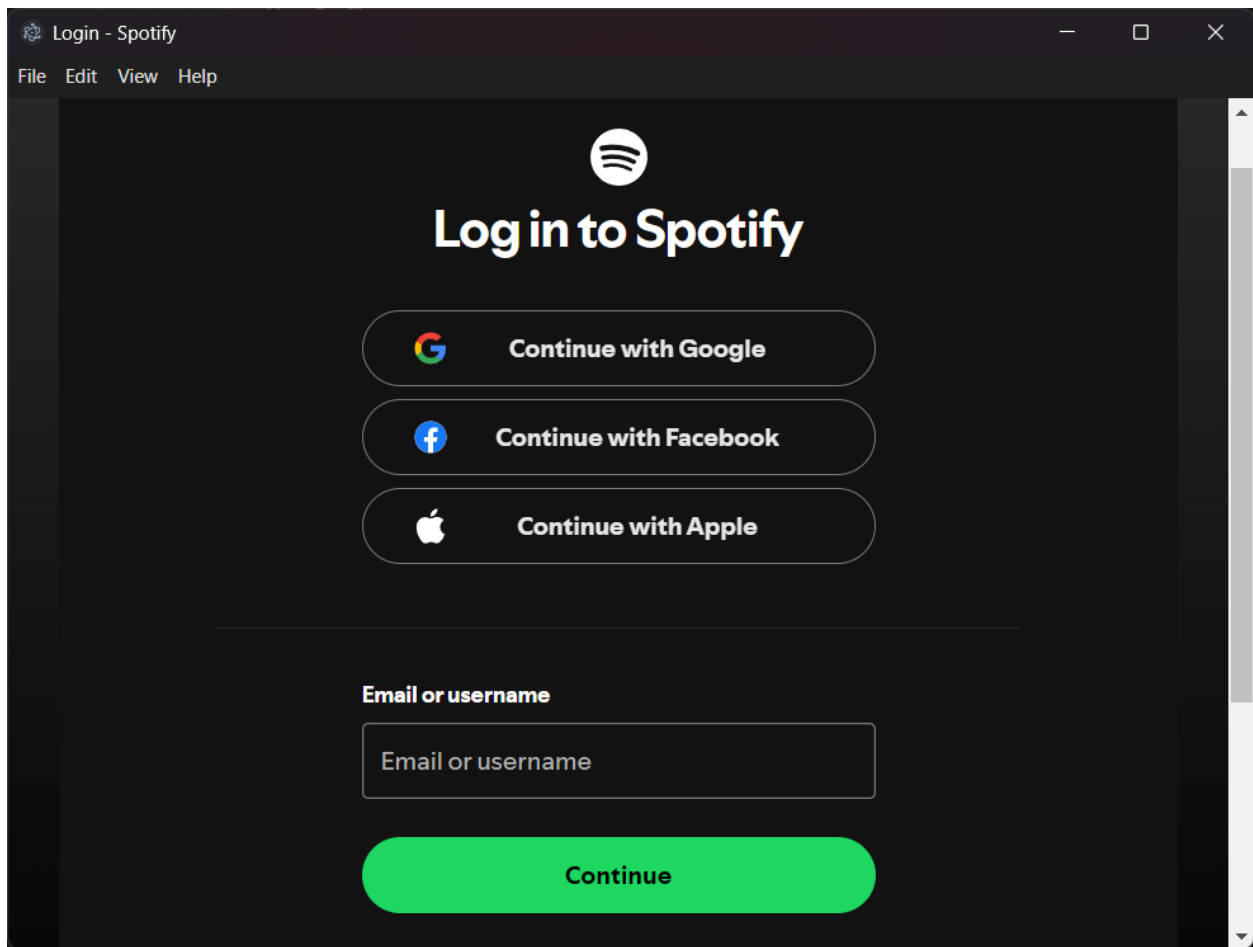 Login - Spotify
File Edit View Help
Log in to Spotify
Continue with Google
Continue with Facebook
Continue with Apple
Email or username
Email or username
Continue